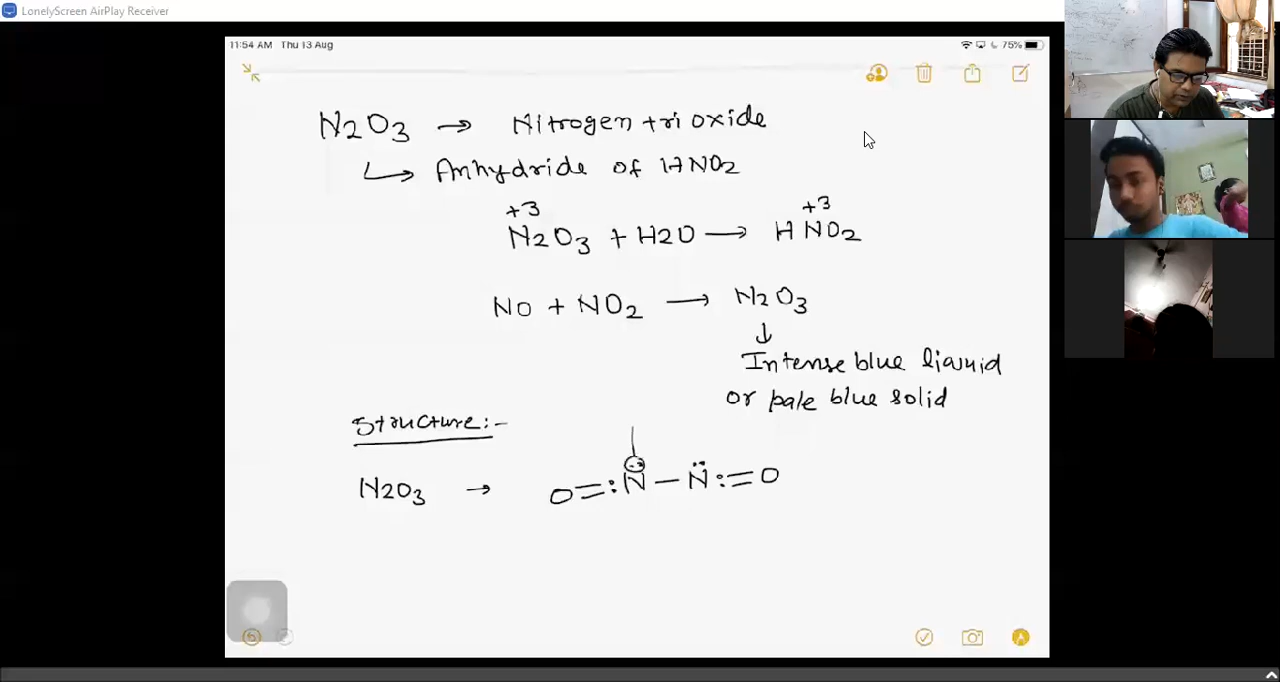 LonelyScreen AirPlay Receiver
11:54 AM Thu 13 Aug 75%
N2O3 → Nitrogen trioxide
↳ Anhydride of HNO2
+3 +3
N2O3 + H2O → HNO2
NO + NO2 → N2O3
↓
Intense blue liquid
or pale blue solid
Structure:-
N2O3 → O=:N-N̈:=O